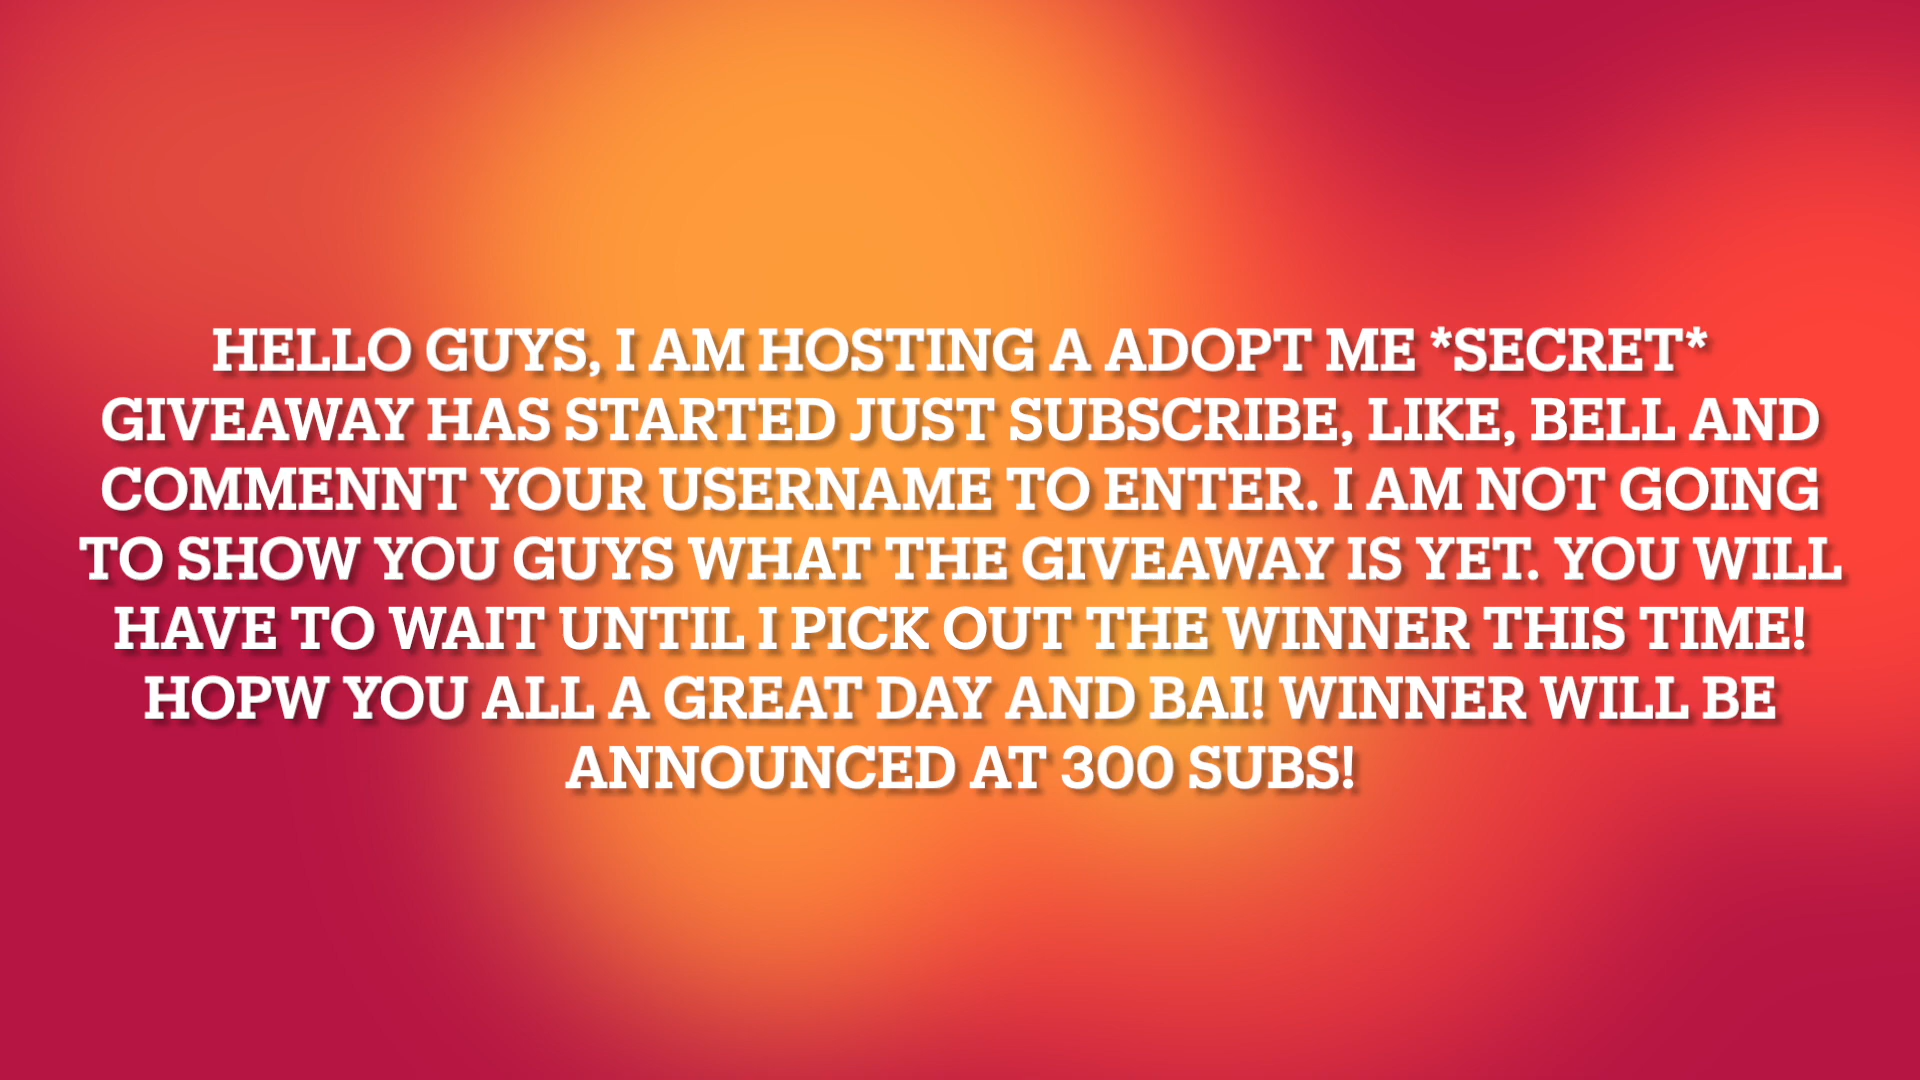 HELLO GUYS, I AM HOSTING A ADOPT ME *SECRET*
GIVEAWAY HAS STARTED JUST SUBSCRIBE, LIKE, BELL AND
COMMENNT YOUR USERNAME TO ENTER. I AM NOT GOING
TO SHOW YOU GUYS WHAT THE GIVEAWAY IS YET. YOU WILL
HAVE TO WAIT UNTIL I PICK OUT THE WINNER THIS TIME!
HOPW YOU ALL A GREAT DAY AND BAI! WINNER WILL BE
ANNOUNCED AT 300 SUBS!